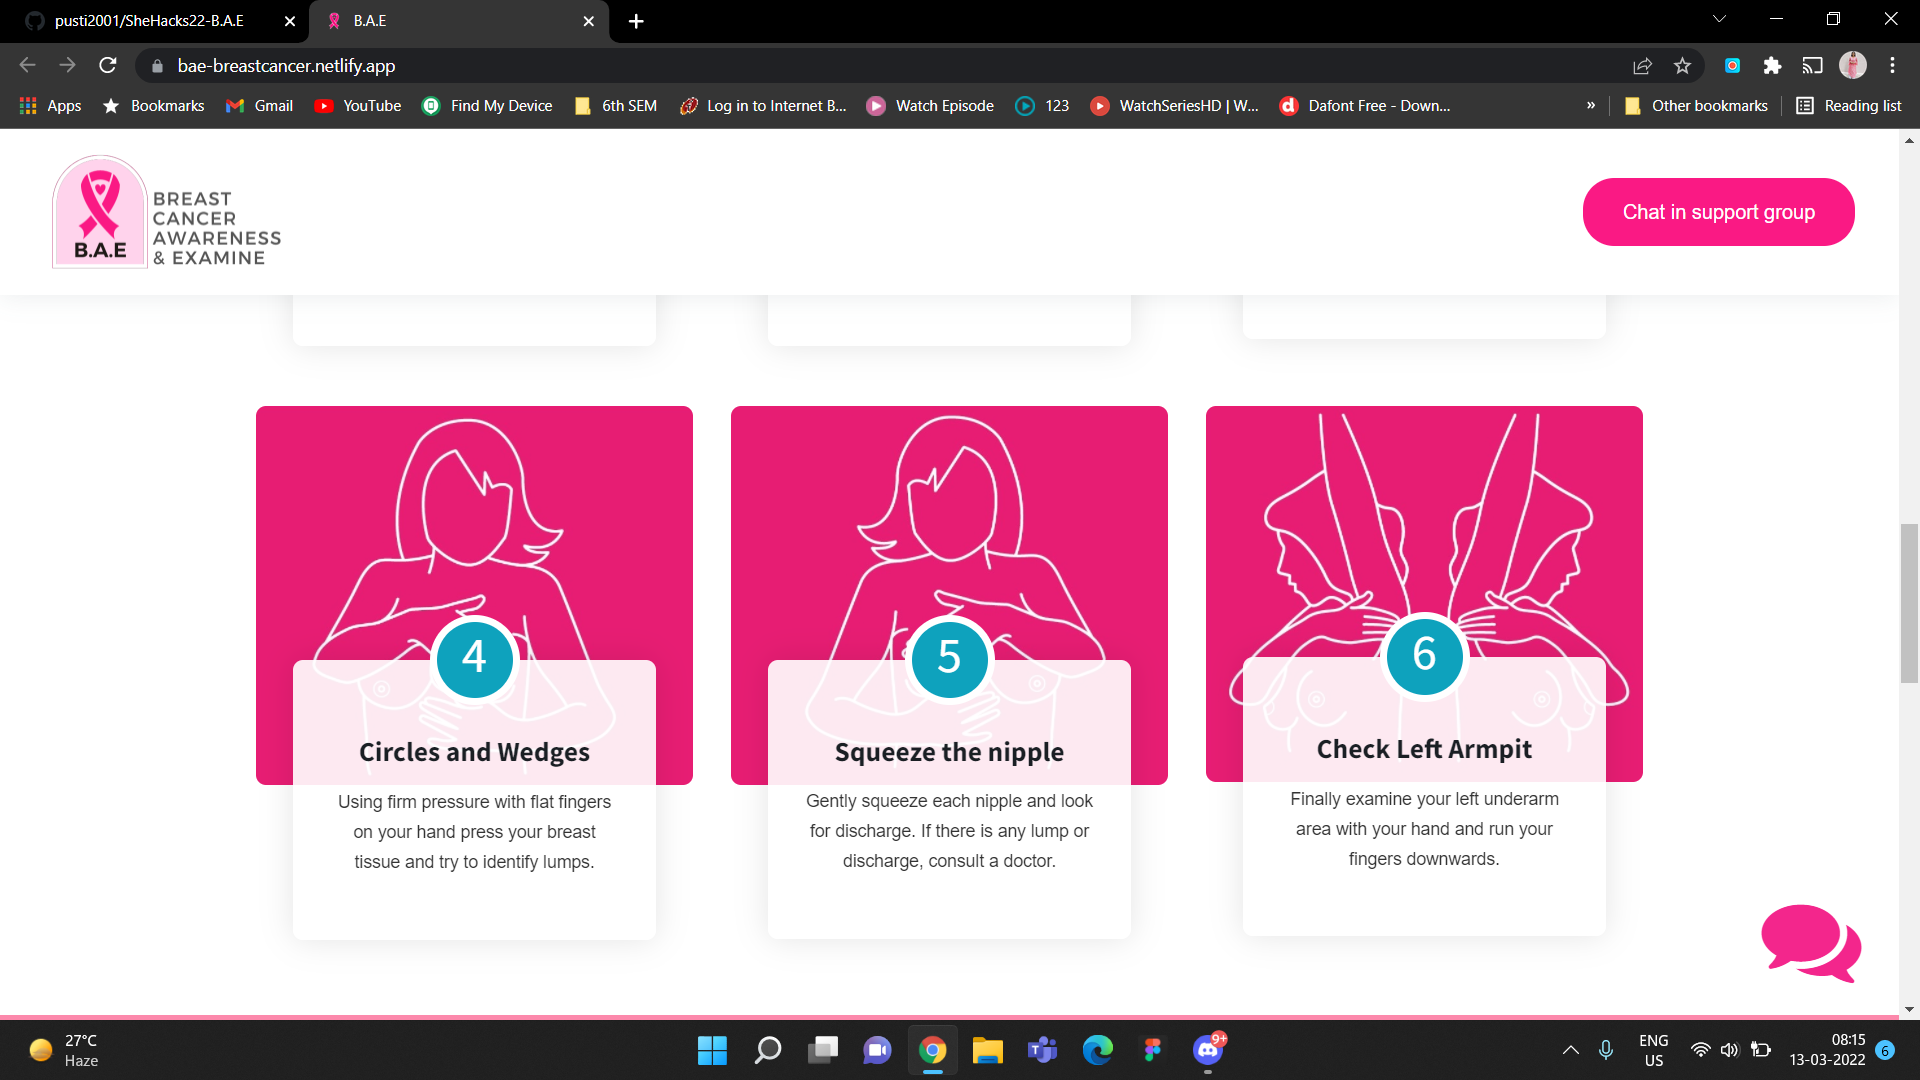 pusti2001/SheHacks22-B.A.E
B.A.E
bae-breastcancer.netlify.app
Apps
Bookmarks
Gmail
YouTube
Find My Device
6th SEM
Log in to Internet B...
Watch Episode
123
WatchSeriesHD | W...
Dafont Free - Down...
»
Other bookmarks
Reading list
B.A.E
BREAST
CANCER
AWARENESS
& EXAMINE
Chat in support group
4
Circles and Wedges
Using firm pressure with flat fingers
on your hand press your breast
tissue and try to identify lumps.
5
Squeeze the nipple
Gently squeeze each nipple and look
for discharge. If there is any lump or
discharge, consult a doctor.
6
Check Left Armpit
Finally examine your left underarm
area with your hand and run your
fingers downwards.
27°C
Haze
9+
ENG
US
08:15
13-03-2022
6